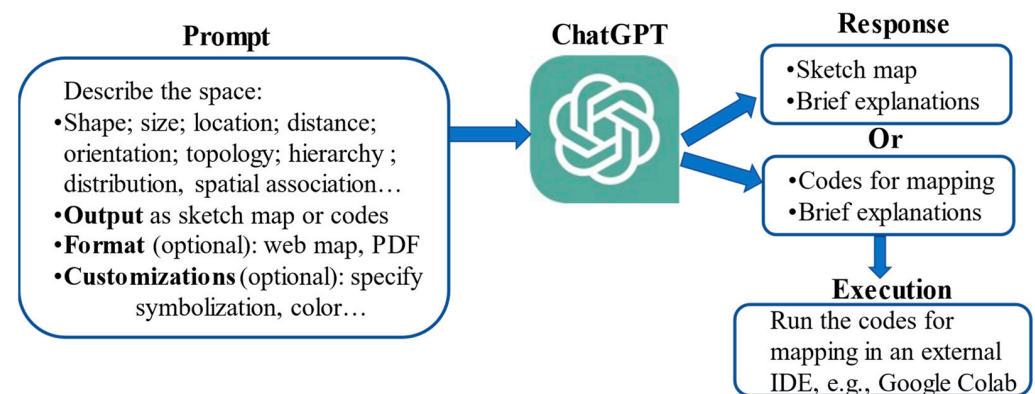 Prompt
Describe the space:
•Shape; size; location; distance;
orientation; topology; hierarchy ;
distribution, spatial association…
•Output as sketch map or codes
•Format (optional): web map, PDF
•Customizations (optional): specify
symbolization, color…
ChatGPT
Response
•Sketch map
•Brief explanations
Or
•Codes for mapping
•Brief explanations
Execution
Run the codes for
mapping in an external
IDE, e.g., Google Colab